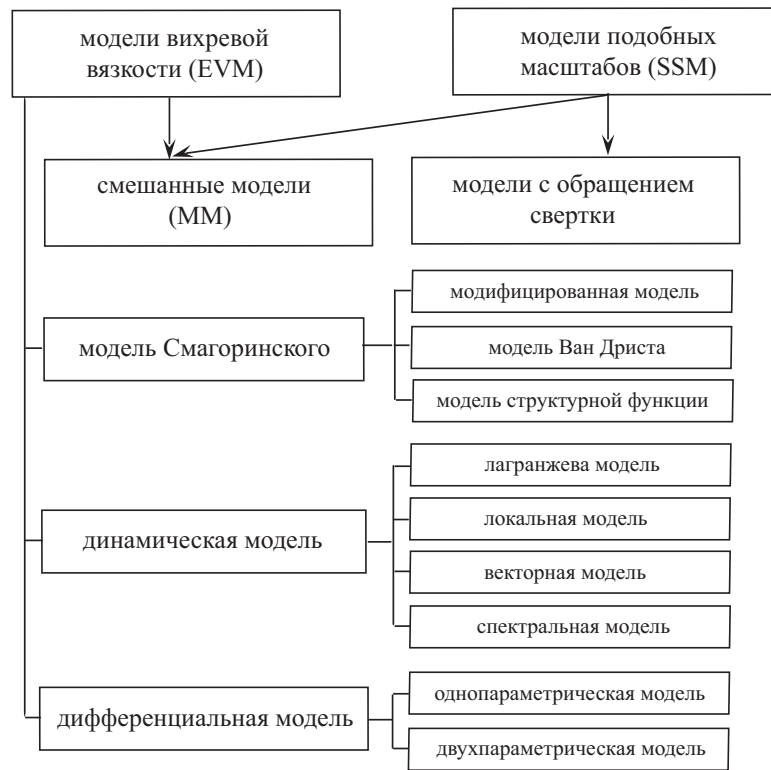 модели вихревой
вязкости (EVM)
модели подобных
масштабов (SSM)
смешанные модели
(ММ)
модели с обращением
свертки
модифицированная модель
модель Смагоринского
модель Ван Дриста
модель структурной функции
лагранжева модель
локальная модель
динамическая модель
векторная модель
спектральная модель
однопараметрическая модель
дифференциальная модель
двухпараметрическая модель